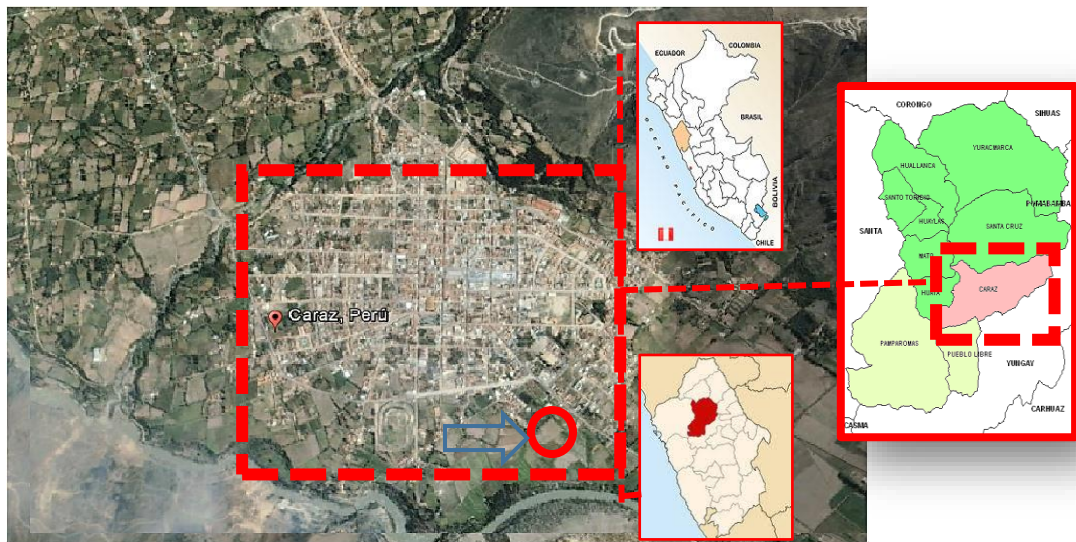 Caraz, Perú
ECUADOR
COLOMBIA
BRASIL
OCEANO PACIFICO
BOLIVIA
CHILE
CORONGO
SIHUAS
YURACMARCA
HUALLANCA
SANTO TORIBIO
POMABAMBA
HUAYLAS
SANTA CRUZ
SANTA
MATO
CARAZ
HUATA
PAMPAROMAS
PUEBLO LIBRE
YUNGAY
CARHUAZ
CASMA